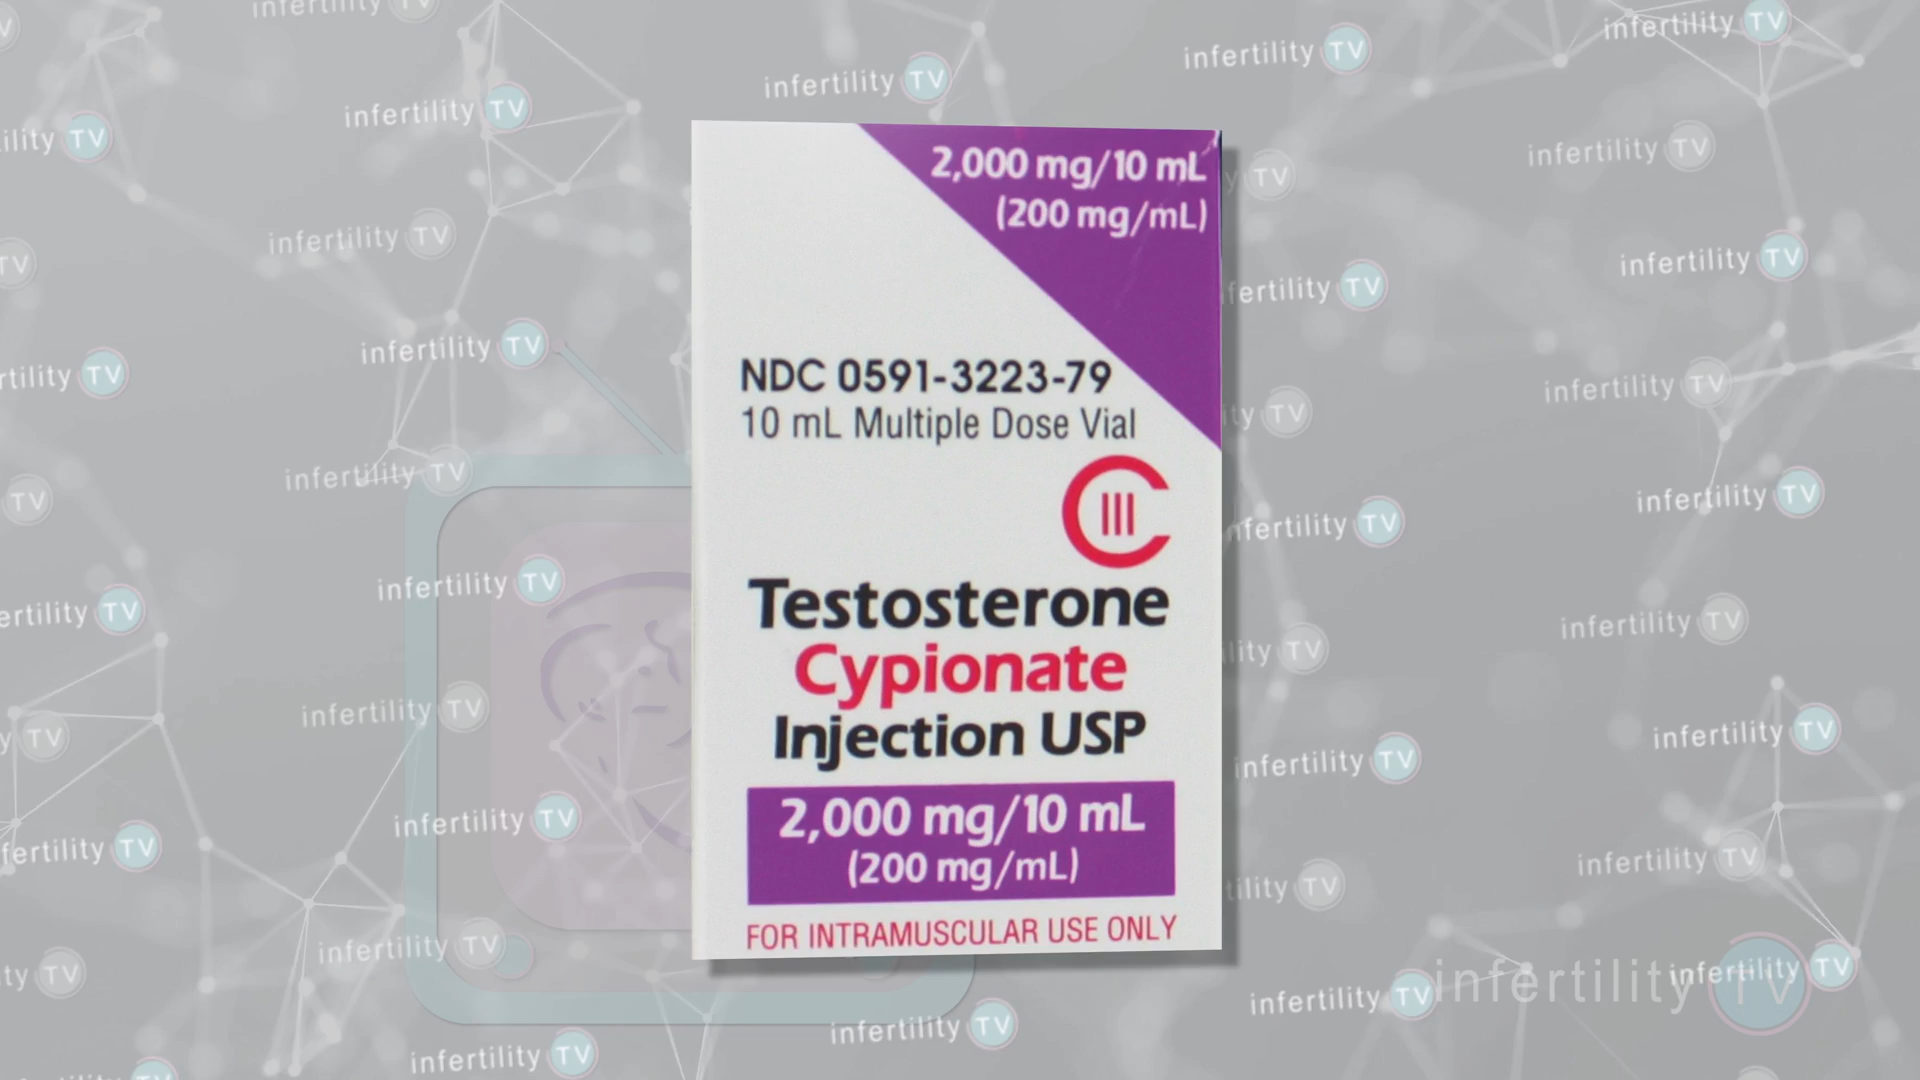 2,000 mg/10 mL
(200 mg/mL)
NDC 0591-3223-79
10 mL Multiple Dose Vial
CIII
Testosterone
Cypionate
Injection USP
2,000 mg/10 mL
(200 mg/mL)
FOR INTRAMUSCULAR USE ONLY
infertility TV